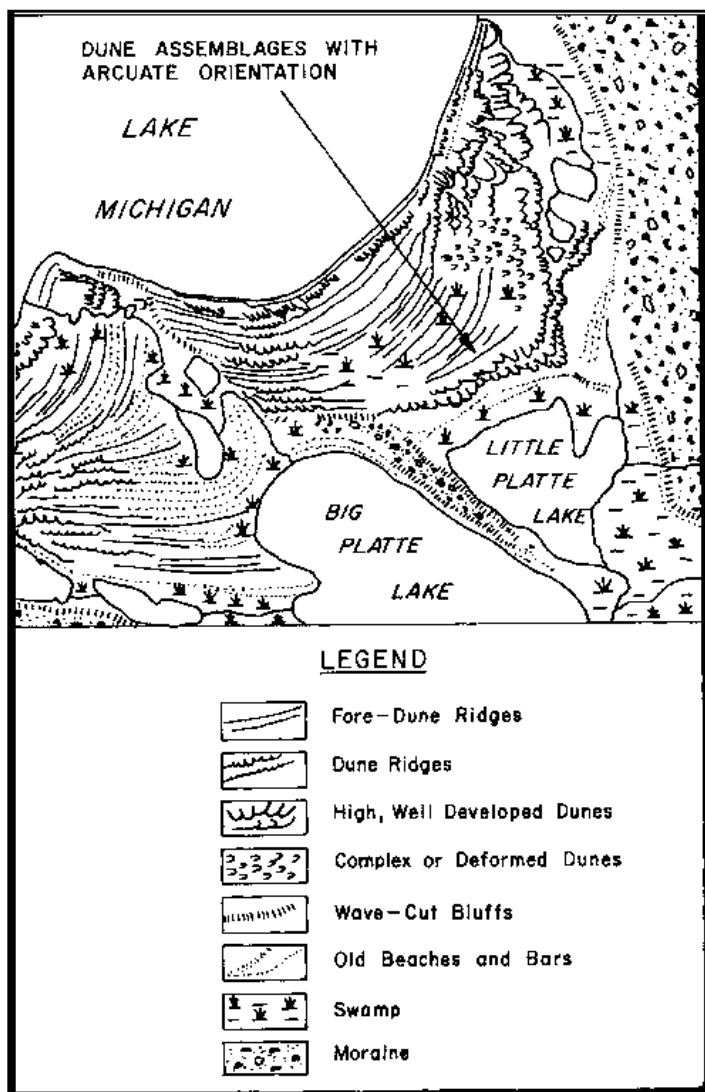 DUNE ASSEMBLAGES WITH
ARCUATE ORIENTATION
LAKE
MICHIGAN
LITTLE
PLATTE
LAKE
BIG
PLATTE
LAKE
LEGEND
Fore-Dune Ridges
Dune Ridges
High, Well Developed Dunes
Complex or Deformed Dunes
Wave-Cut Bluffs
Old Beaches and Bars
Swamp
Moraine